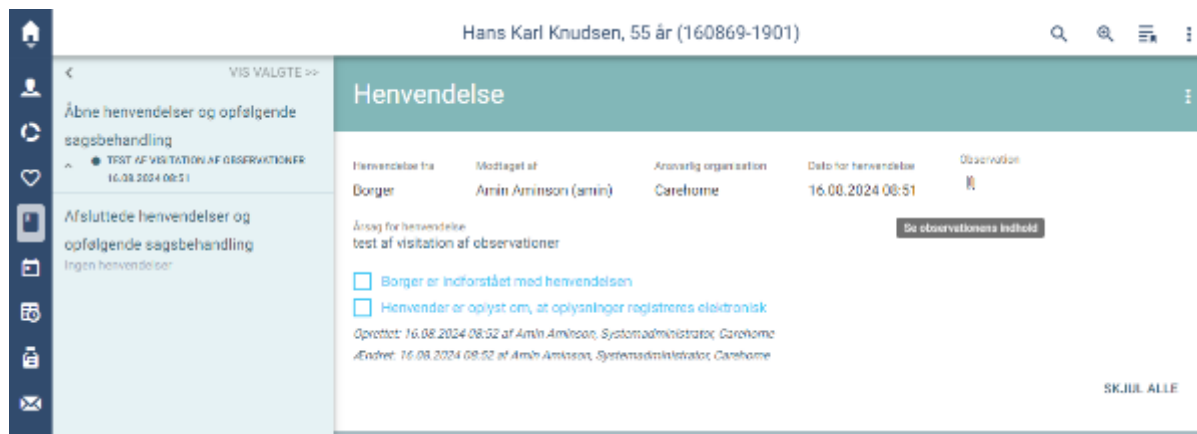 Hans Karl Knudsen, 55 år (160869-1901)
VIS VALGTE >>
Åbne henvendelser og opfølgende
sagsbehandling
TEST AF VISITATION AF OBSERVATIONER
16.08.2024 08:51
Afsluttede henvendelser og
opfølgende sagsbehandling
Ingen henvendelser
Henvendelse
Henvendelse fra
Borger
Modtaget af
Amin Aminson (amin)
Ansvarlig organisation
Carehome
Dato for henvendelse
16.08.2024 08:51
Observation
Se observationens indhold
Årsag for henvendelse
test af visitation af observationer
Borger er indforstået med henvendelsen
Henvender er oplyst om, at oplysninger registreres elektronisk
Oprettet: 16.08.2024 08:52 af Amin Aminson, Systemadministrator, Carehome
Ændret: 16.08.2024 08:52 af Amin Aminson, Systemadministrator, Carehome
SKJUL ALLE